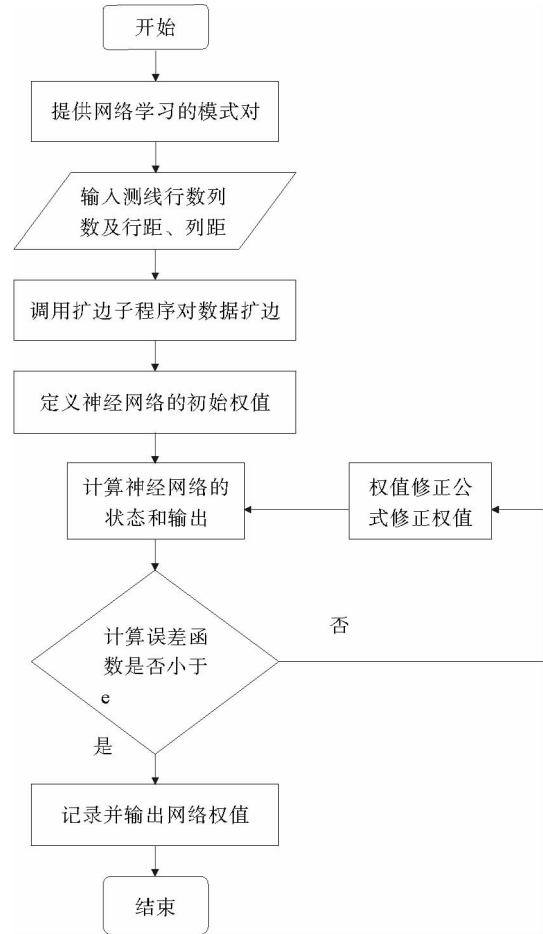 开始
提供网络学习的模式对
输入测线行数列
数及行距、列距
调用扩边子程序对数据扩边
定义神经网络的初始权值
计算神经网络的
状态和输出
权值修正公
式修正权值
计算误差函
数是否小于
e
否
是
记录并输出网络权值
结束